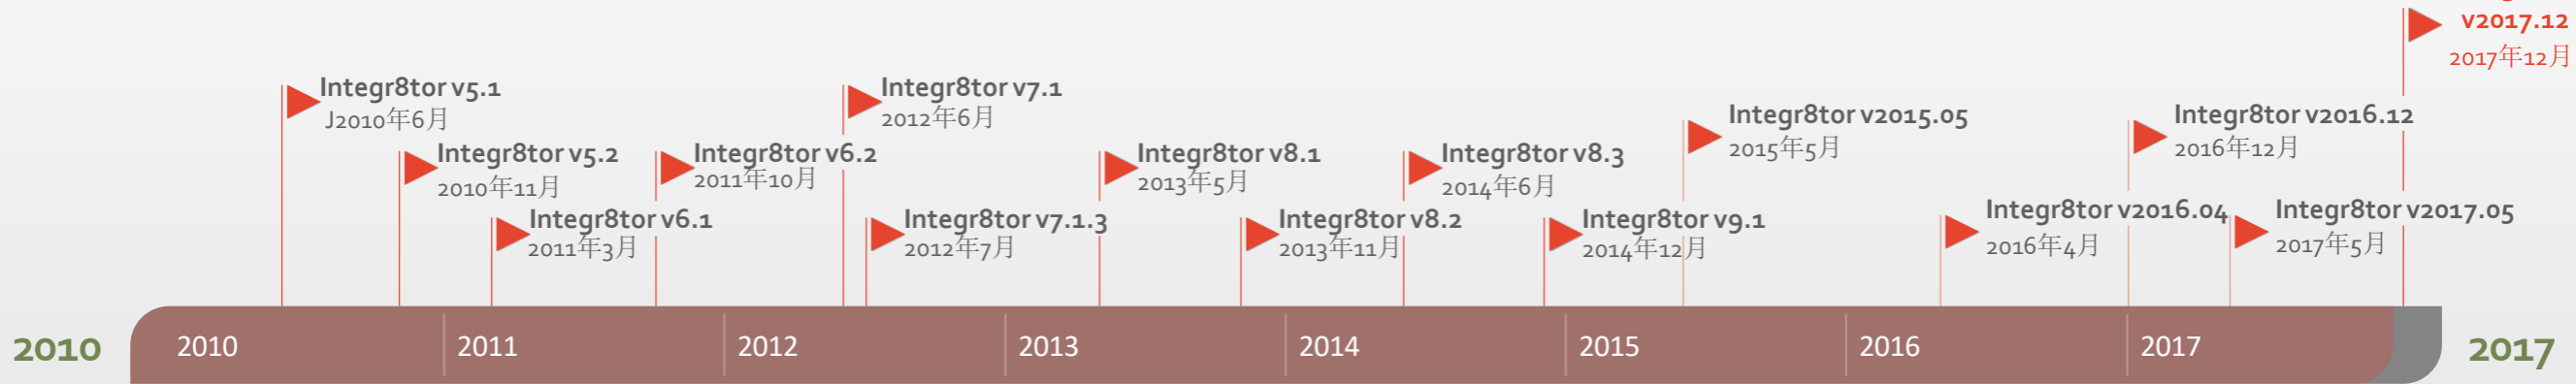 v2017.12
2017年12月
Integr8tor v5.1
J2010年6月
Integr8tor v7.1
2012年6月
Integr8tor v2015.05
2015年5月
Integr8tor v2016.12
2016年12月
Integr8tor v5.2
2010年11月
Integr8tor v6.2
2011年10月
Integr8tor v8.1
2013年5月
Integr8tor v8.3
2014年6月
Integr8tor v6.1
2011年3月
Integr8tor v7.1.3
2012年7月
Integr8tor v8.2
2013年11月
Integr8tor v9.1
2014年12月
Integr8tor v2016.04
2016年4月
Integr8tor v2017.05
2017年5月
2010
2010
2011
2012
2013
2014
2015
2016
2017
2017